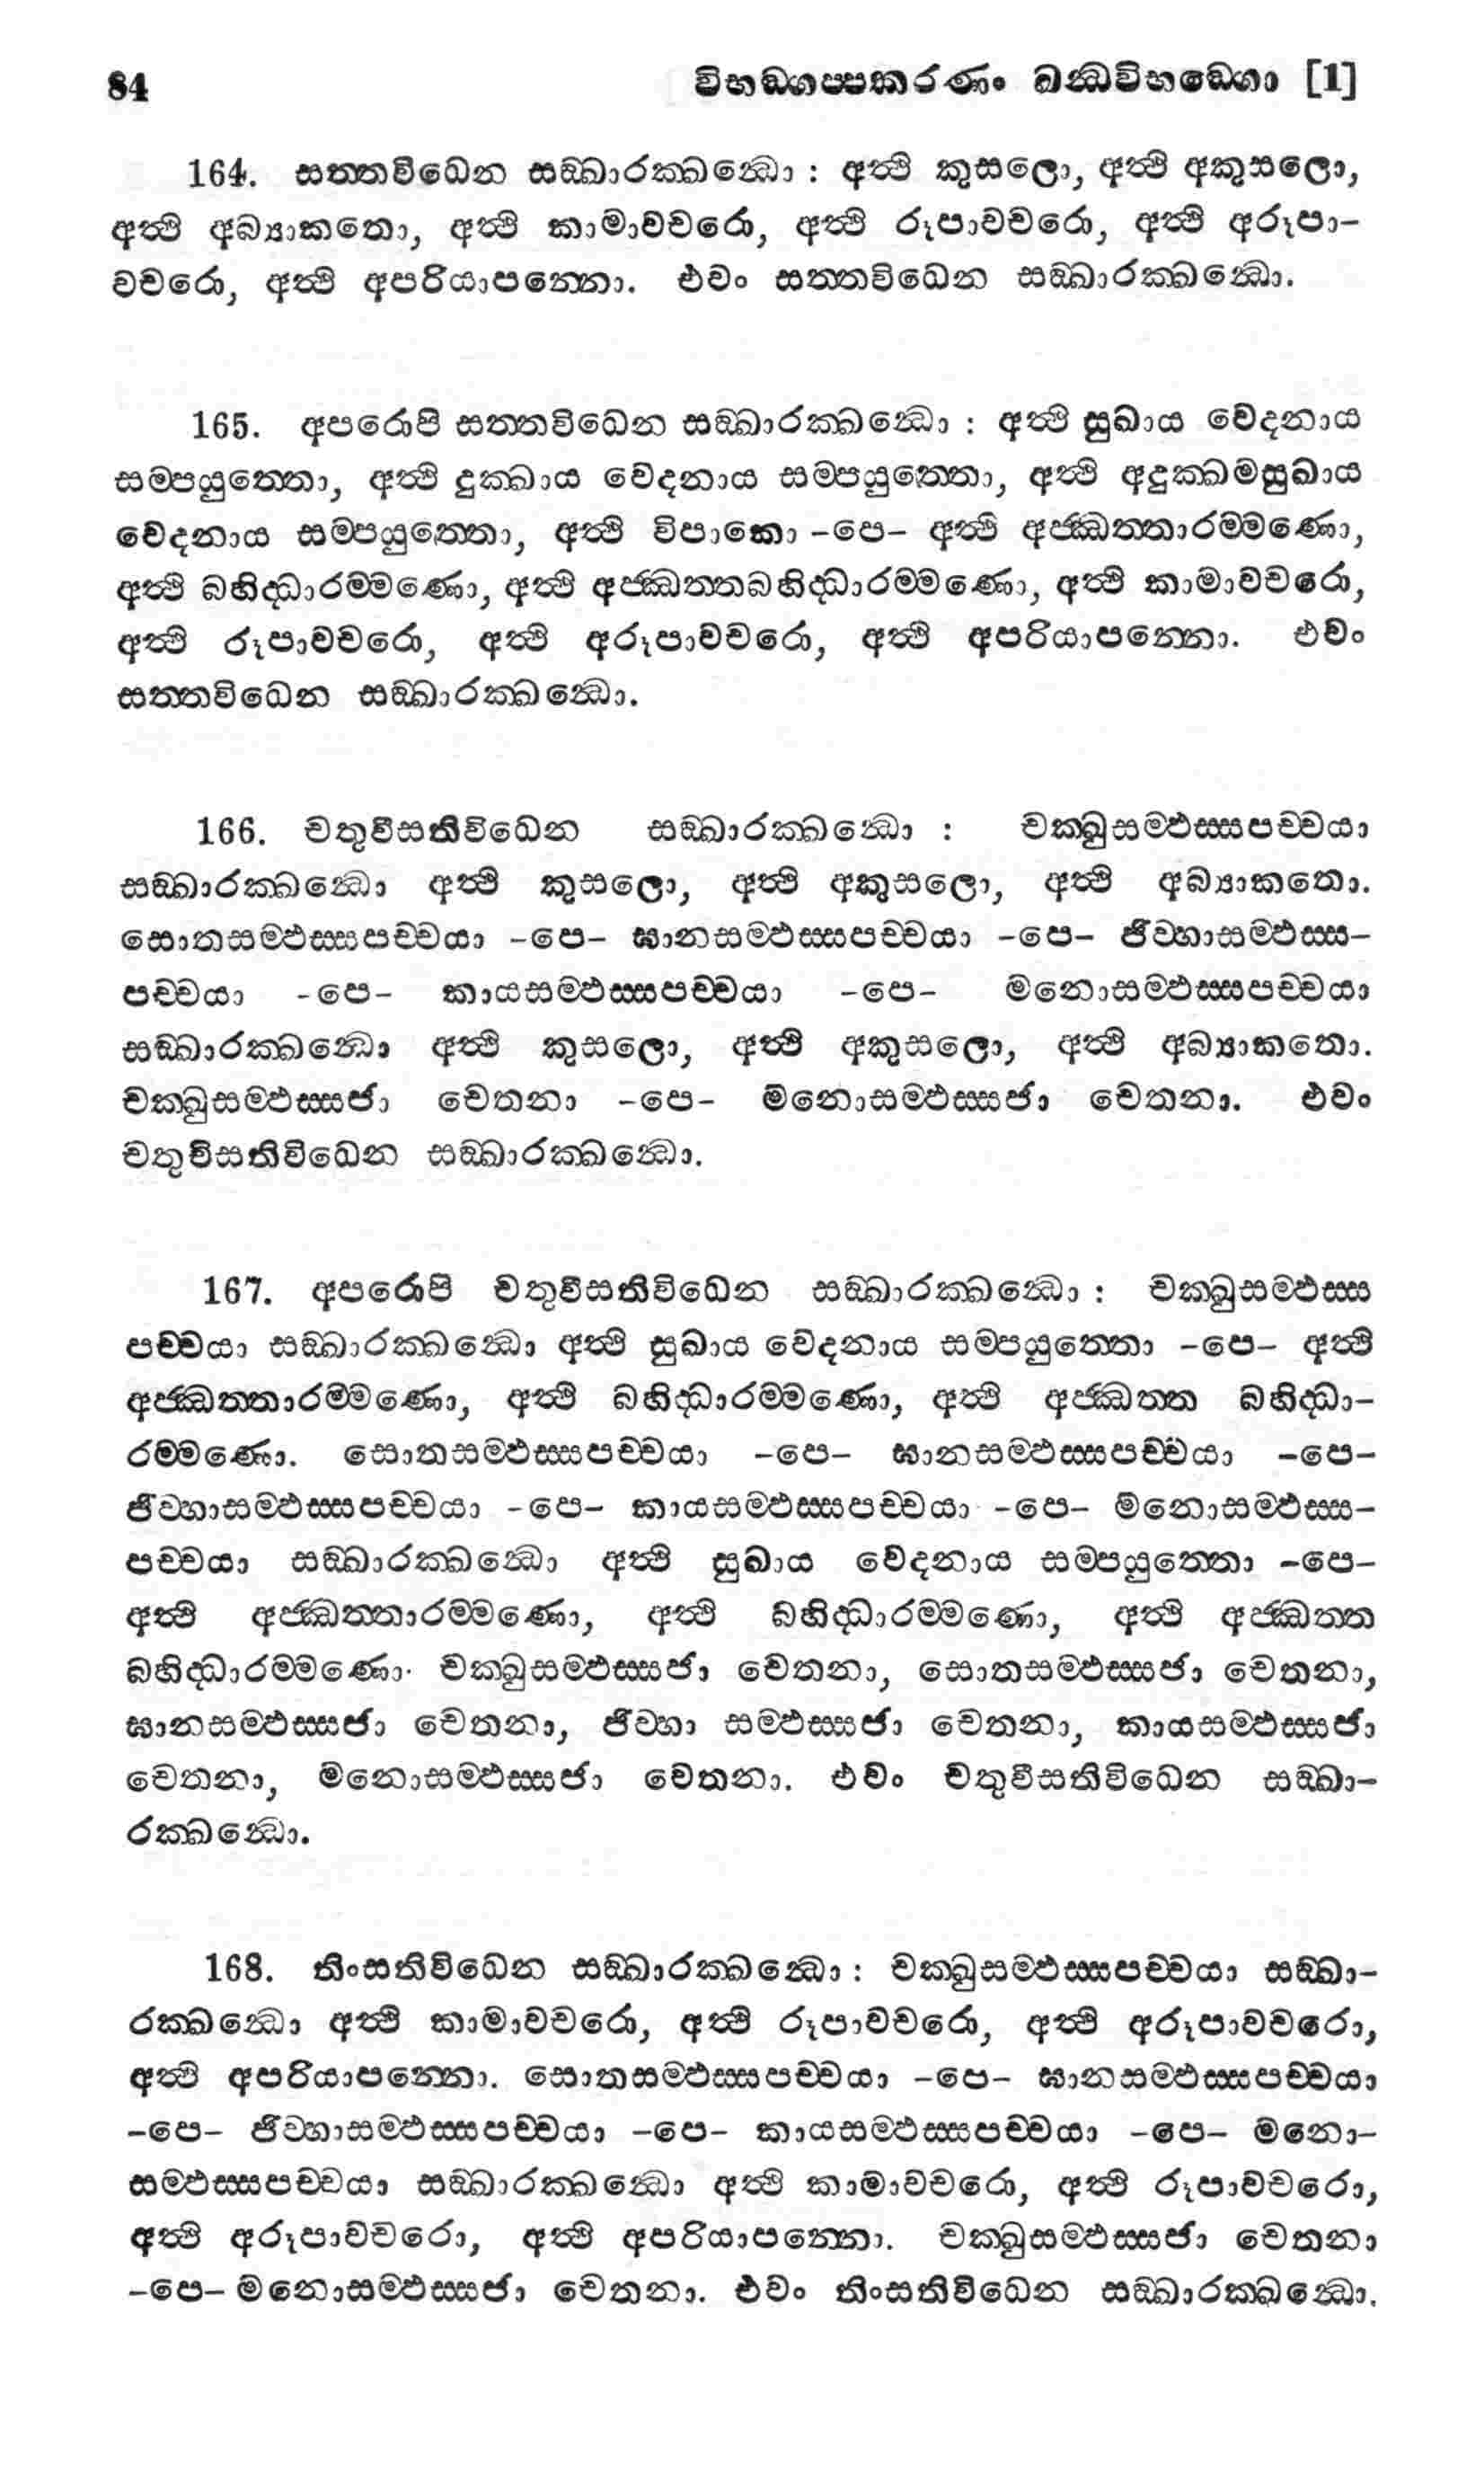 84 විභඞ්ගප්පකරණං ඛන්ධවිභඞ්ගො [1]
164. සත්තවිධෙන සඞ්ඛාරක්ඛන්ධො : අත්ථි කුසලො, අත්ථි අකුසලො,
අත්ථි අබ්‍යාකතො, අත්ථි කාමාවචරො, අත්ථි රූපාවචරො, අත්ථි අරූපා-
වචරො, අත්ථි අපරියාපන්නො. එවං සත්තවිධෙන සඞ්ඛාරක්ඛන්ධො.
165. අපරොපි සත්තවිධෙන සඞ්ඛාරක්ඛන්ධො : අත්ථි සුඛාය වෙදනාය
සම්පයුත්තො, අත්ථි දුක්ඛාය වෙදනාය සම්පයුත්තො, අත්ථි අදුක්ඛමසුඛාය
වෙදනාය සම්පයුත්තො, අත්ථි විපාකො -පෙ- අත්ථි අජ්ඣත්තාරම්මණො,
අත්ථි බහිද්ධාරම්මණො, අත්ථි අජ්ඣත්තබහිද්ධාරම්මණො, අත්ථි කාමාවචරො,
අත්ථි රූපාවචරො, අත්ථි අරූපාවචරො, අත්ථි අපරියාපන්නො. එවං
සත්තවිධෙන සඞ්ඛාරක්ඛන්ධො.
166. චතුවීසතිවිධෙන සඞ්ඛාරක්ඛන්ධො : චක්ඛුසම්ඵස්සපච්චයා
සඞ්ඛාරක්ඛන්ධො අත්ථි කුසලො, අත්ථි අකුසලො, අත්ථි අබ්‍යාකතො.
සොතසම්ඵස්සපච්චයා -පෙ- ඝානසම්ඵස්සපච්චයා -පෙ- ජිව්හාසම්ඵස්ස-
පච්චයා -පෙ- කායසම්ඵස්සපච්චයා -පෙ- මනොසම්ඵස්සපච්චයා
සඞ්ඛාරක්ඛන්ධො අත්ථි කුසලො, අත්ථි අකුසලො, අත්ථි අබ්‍යාකතො.
චක්ඛුසම්ඵස්සජා චෙතනා -පෙ- මනොසම්ඵස්සජා චෙතනා. එවං
චතුවීසතිවිධෙන සඞ්ඛාරක්ඛන්ධො.
167. අපරොපි චතුවීසතිවිධෙන සඞ්ඛාරක්ඛන්ධො : චක්ඛුසම්ඵස්ස
පච්චයා සඞ්ඛාරක්ඛන්ධො අත්ථි සුඛාය වෙදනාය සම්පයුත්තො -පෙ- අත්ථි
අජ්ඣත්තාරම්මණො, අත්ථි බහිද්ධාරම්මණො, අත්ථි අජ්ඣත්ත බහිද්ධා-
රම්මණො. සොතසම්ඵස්සපච්චයා -පෙ- ඝානසම්ඵස්සපච්චයා -පෙ-
ජිව්හාසම්ඵස්සපච්චයා -පෙ- කායසම්ඵස්සපච්චයා -පෙ- මනොසම්ඵස්ස-
පච්චයා සඞ්ඛාරක්ඛන්ධො අත්ථි සුඛාය වෙදනාය සම්පයුත්තො -පෙ-
අත්ථි අජ්ඣත්තාරම්මණො, අත්ථි බහිද්ධාරම්මණො, අත්ථි අජ්ඣත්ත
බහිද්ධාරම්මණො. චක්ඛුසම්ඵස්සජා චෙතනා, සොතසම්ඵස්සජා චෙතනා,
ඝානසම්ඵස්සජා චෙතනා, ජිව්හා සම්ඵස්සජා චෙතනා, කායසම්ඵස්සජා
චෙතනා, මනොසම්ඵස්සජා චෙතනා. එවං චතුවීසතිවිධෙන සඞ්ඛා-
රක්ඛන්ධො.
168. තිංසතිවිධෙන සඞ්ඛාරක්ඛන්ධො : චක්ඛුසම්ඵස්සපච්චයා සඞ්ඛා-
රක්ඛන්ධො අත්ථි කාමාවචරො, අත්ථි රූපාවචරො, අත්ථි අරූපාවචරො,
අත්ථි අපරියාපන්නො. සොතසම්ඵස්සපච්චයා -පෙ- ඝානසම්ඵස්සපච්චයා
-පෙ- ජිව්හාසම්ඵස්සපච්චයා -පෙ- කායසම්ඵස්සපච්චයා -පෙ- මනො-
සම්ඵස්සපච්චයා සඞ්ඛාරක්ඛන්ධො අත්ථි කාමාවචරො, අත්ථි රූපාවචරො,
අත්ථි අරූපාවචරො, අත්ථි අපරියාපන්නො. චක්ඛුසම්ඵස්සජා චෙතනා
-පෙ- මනොසම්ඵස්සජා චෙතනා. එවං තිංසතිවිධෙන සඞ්ඛාරක්ඛන්ධො.